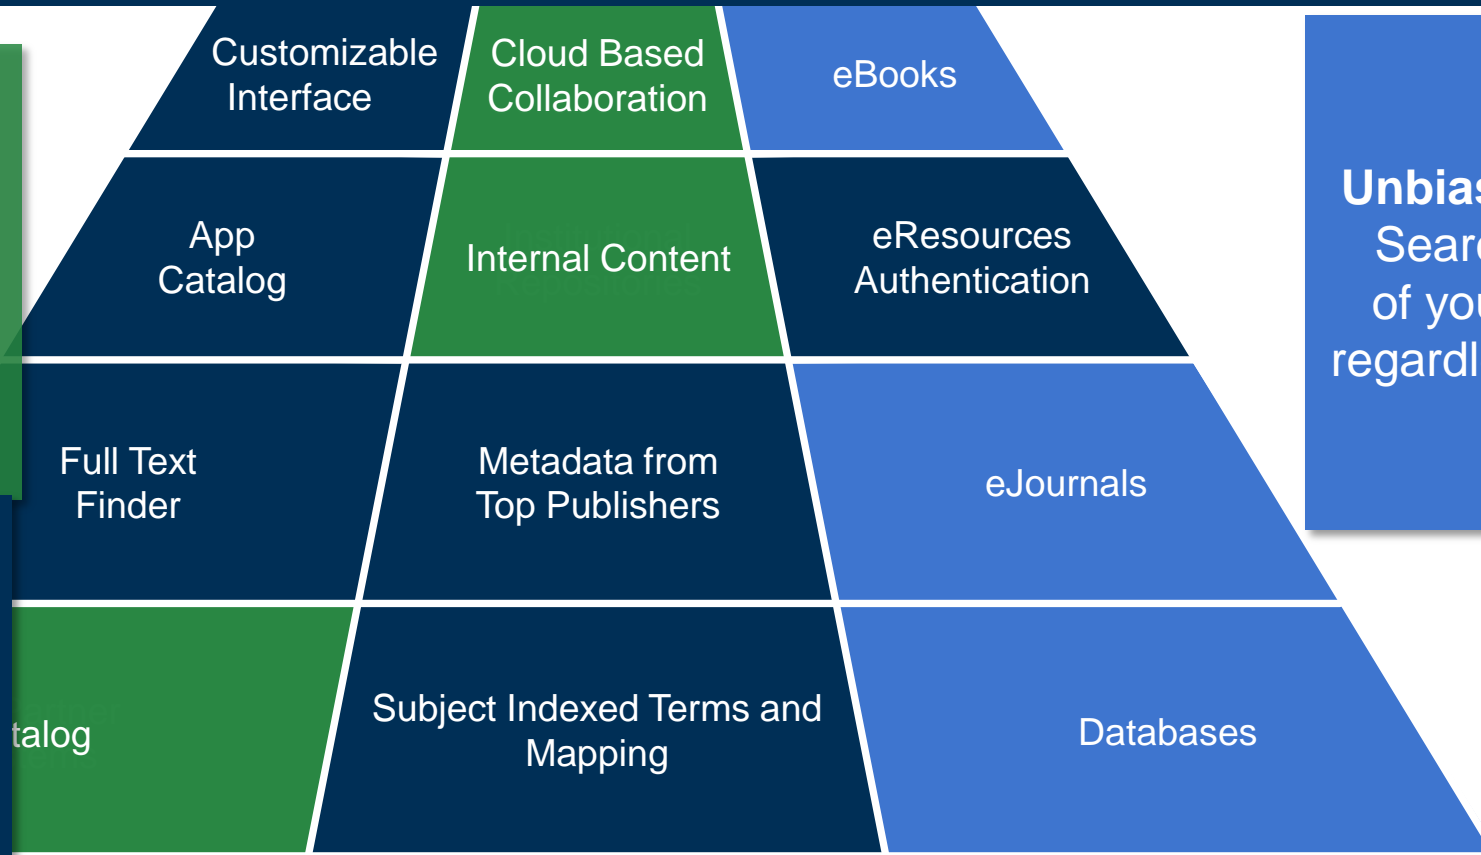 Customizable
Interface
Cloud Based
Collaboration
eBooks
App
Catalog
Internal Content
eResources
Authentication
Full Text
Finder
Metadata from
Top Publishers
eJournals
talog
Subject Indexed Terms and
Mapping
Databases
Unbias
Sear
of you
regardl